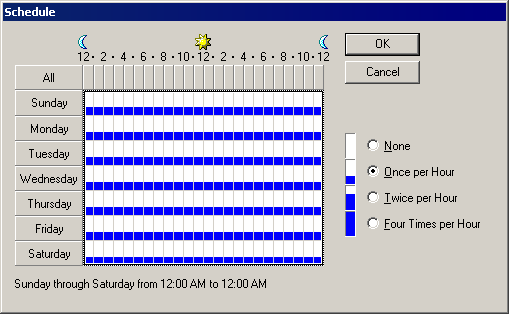 Schedule
OK
12 · 2 · 4 · 6 · 8 · 10 · 12 · 2 · 4 · 6 · 8 · 10 · 12
Cancel
All
Sunday
Monday
Tuesday
Wednesday
Thursday
Friday
Saturday
None
Once per Hour
Twice per Hour
Four Times per Hour
Sunday through Saturday from 12:00 AM to 12:00 AM